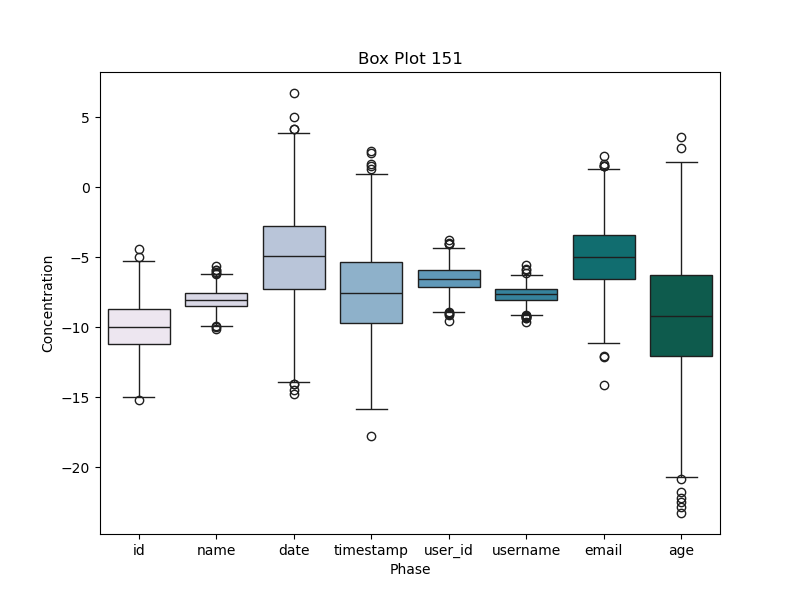 Box Plot 151
Concentration
5
0
−5
−10
−15
−20
id name date timestamp user_id username email age
Phase